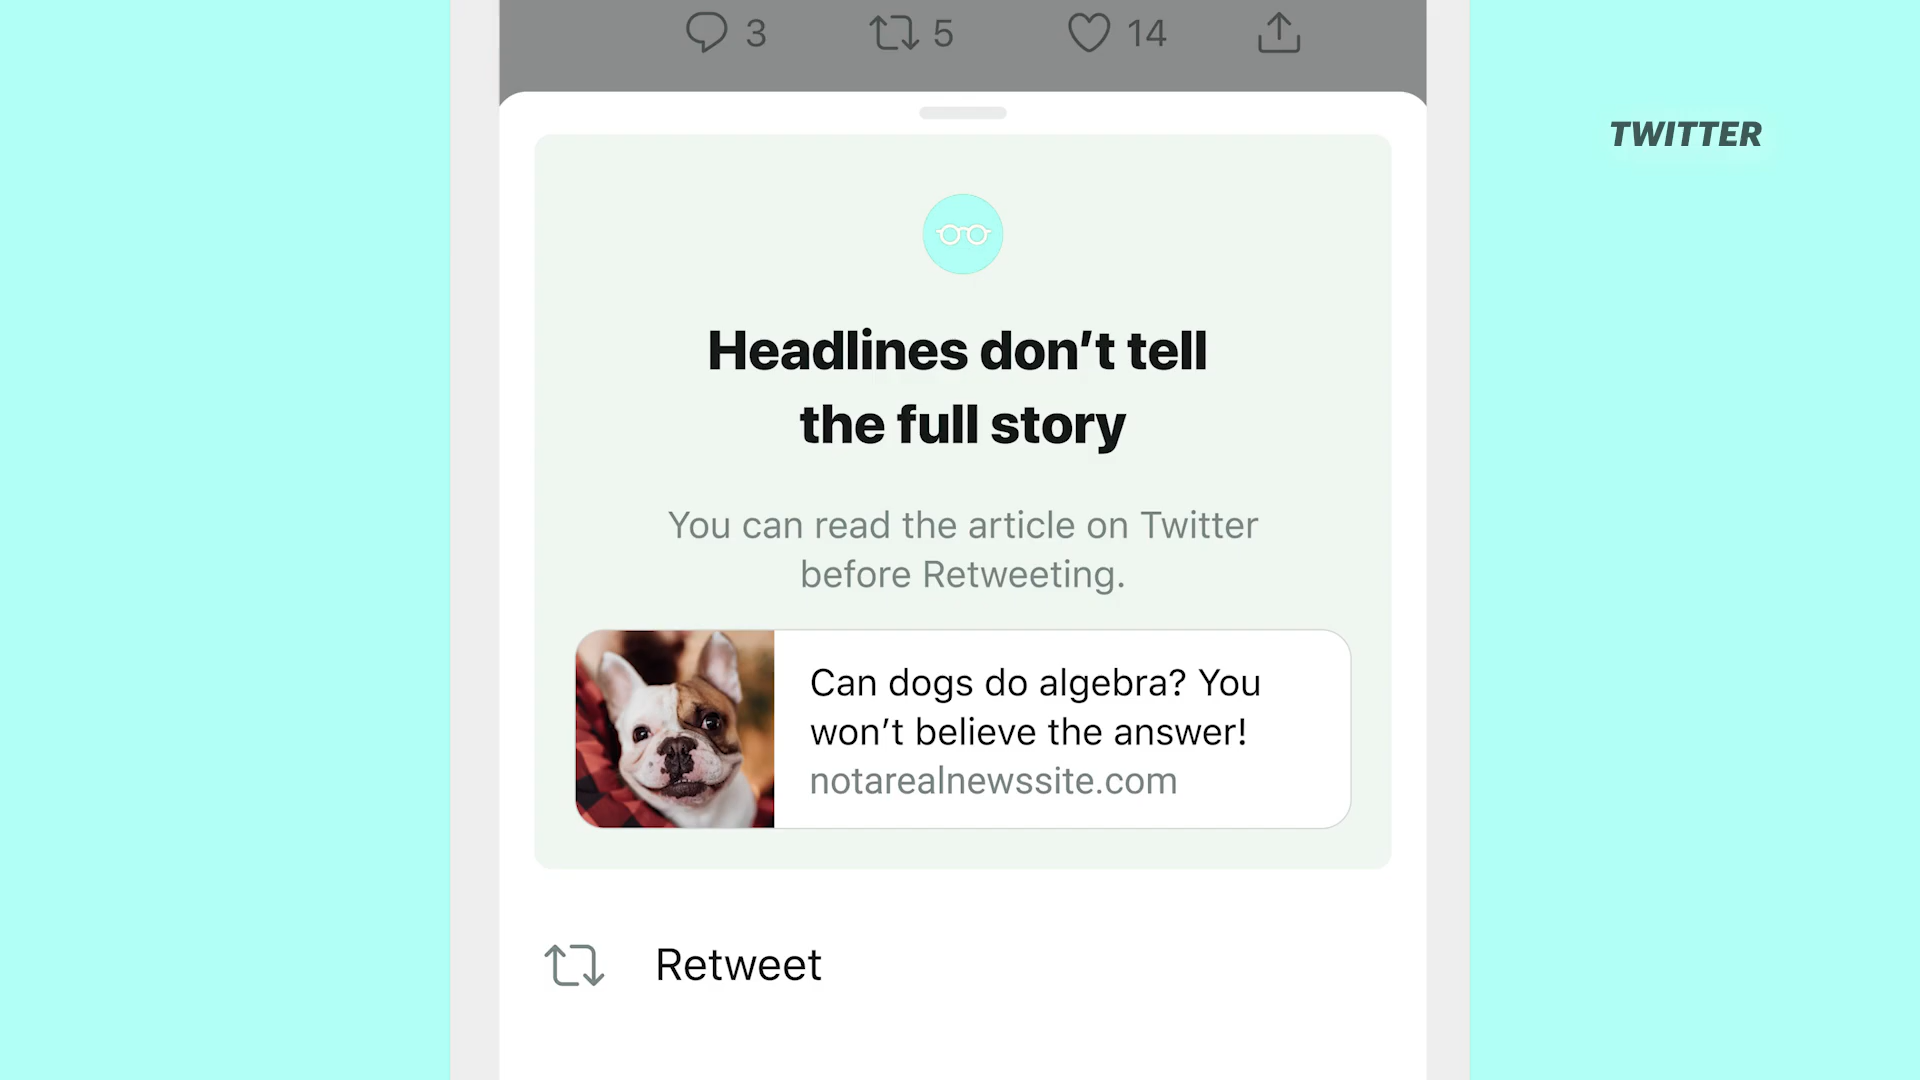 3 5 14
TWITTER
Headlines don’t tell
the full story
You can read the article on Twitter
before Retweeting.
Can dogs do algebra? You
won’t believe the answer!
notarealnewssite.com
Retweet